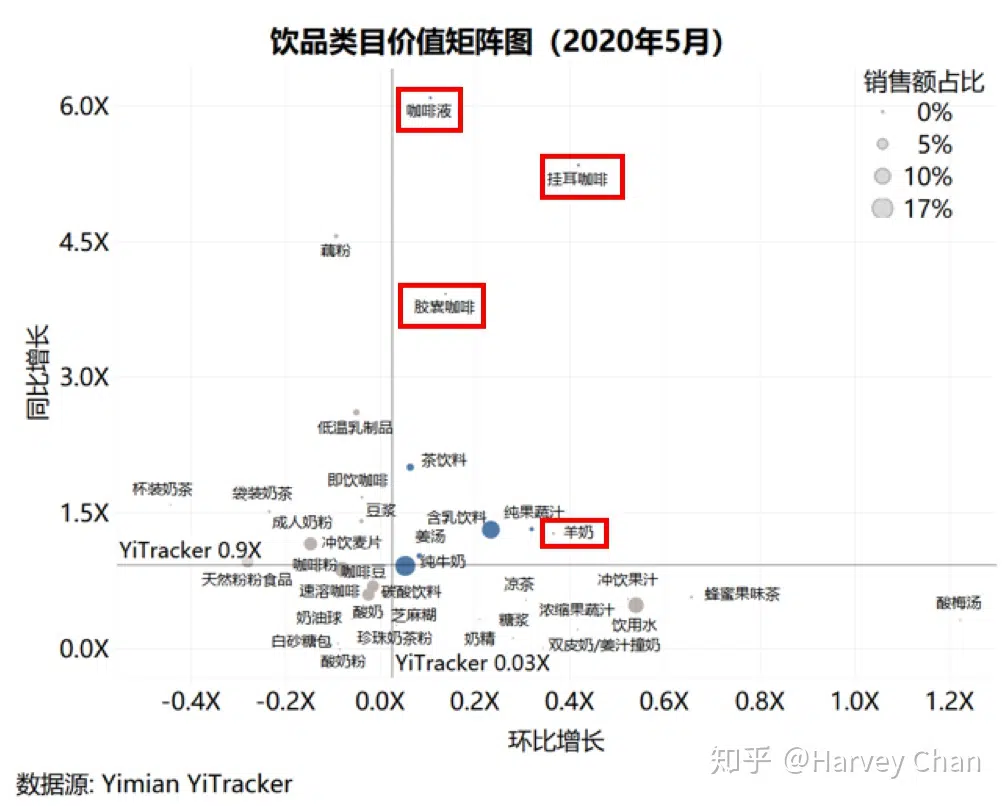 饮品类目价值矩阵图（2020年5月）
销售额占比
0%
5%
10%
17%
6.0X
咖啡液
挂耳咖啡
4.5X
藕粉
胶囊咖啡
同比增长
3.0X
低温乳制品
茶饮料
即饮咖啡
杯装奶茶
袋装奶茶
1.5X
豆浆
含乳饮料
纯果蔬汁
成人奶粉
姜汤
羊奶
冲饮麦片
YiTracker 0.9X
咖啡粉
咖啡豆
纯牛奶
天然粉粉食品
速溶咖啡
碳酸饮料
凉茶
冲饮果汁
蜂蜜果味茶
酸梅汤
奶油球
酸奶
芝麻糊
糖浆
浓缩果蔬汁
饮用水
白砂糖包
珍珠奶茶粉
奶精
双皮奶/姜汁撞奶
0.0X
酸奶粉
YiTracker 0.03X
-0.4X
-0.2X
0.0X
0.2X
0.4X
0.6X
0.8X
1.0X
1.2X
环比增长
知乎 @Harvey Chan
数据源: Yimian YiTracker